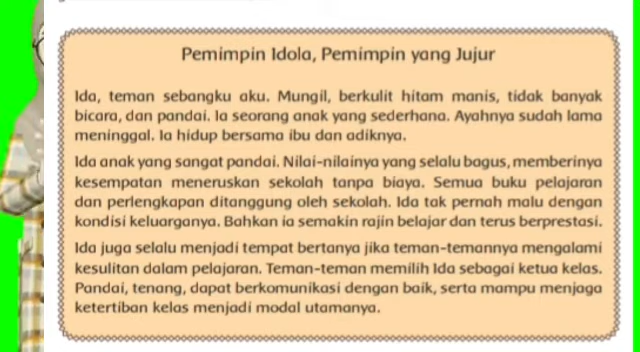 Pemimpin Idola, Pemimpin yang Jujur
Ida, teman sebangku aku. Mungil, berkulit hitam manis, tidak banyak
bicara, dan pandai. Ia seorang anak yang sederhana. Ayahnya sudah lama
meninggal. Ia hidup bersama ibu dan adiknya.
Ida anak yang sangat pandai. Nilai-nilainya yang selalu bagus, memberinya
kesempatan meneruskan sekolah tanpa biaya. Semua buku pelajaran
dan perlengkapan ditanggung oleh sekolah. Ida tak pernah malu dengan
kondisi keluarganya. Bahkan ia semakin rajin belajar dan terus berprestasi.
Ida juga selalu menjadi tempat bertanya jika teman-temannya mengalami
kesulitan dalam pelajaran. Teman-teman memilih Ida sebagai ketua kelas.
Pandai, tenang, dapat berkomunikasi dengan baik, serta mampu menjaga
ketertiban kelas menjadi modal utamanya.